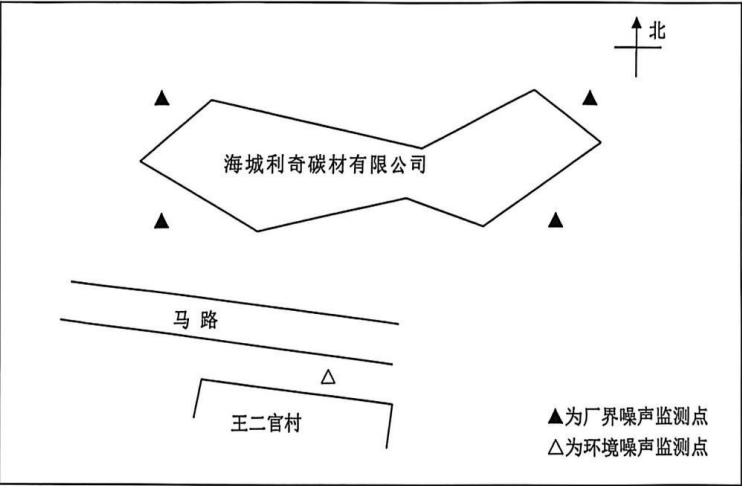 北
海城利奇碳材有限公司
马路
王二官村
▲为厂界噪声监测点
△为环境噪声监测点